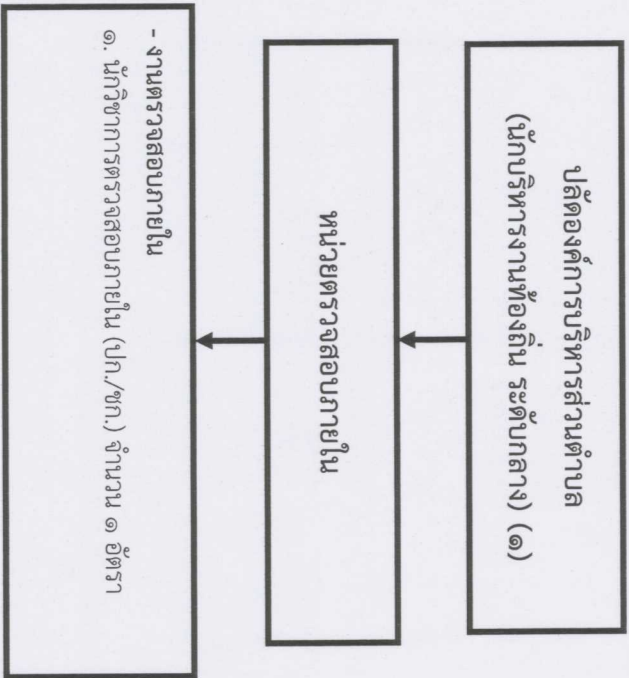 ปลัดองค์การบริหารส่วนตำบล
(นักบริหารงานท้องถิ่น ระดับกลาง) (๑)
หน่วยตรวจสอบภายใน
- งานตรวจสอบภายใน
๑. นักวิชาการตรวจสอบภายใน (ปก./ชก.) จำนวน ๑ อัตรา